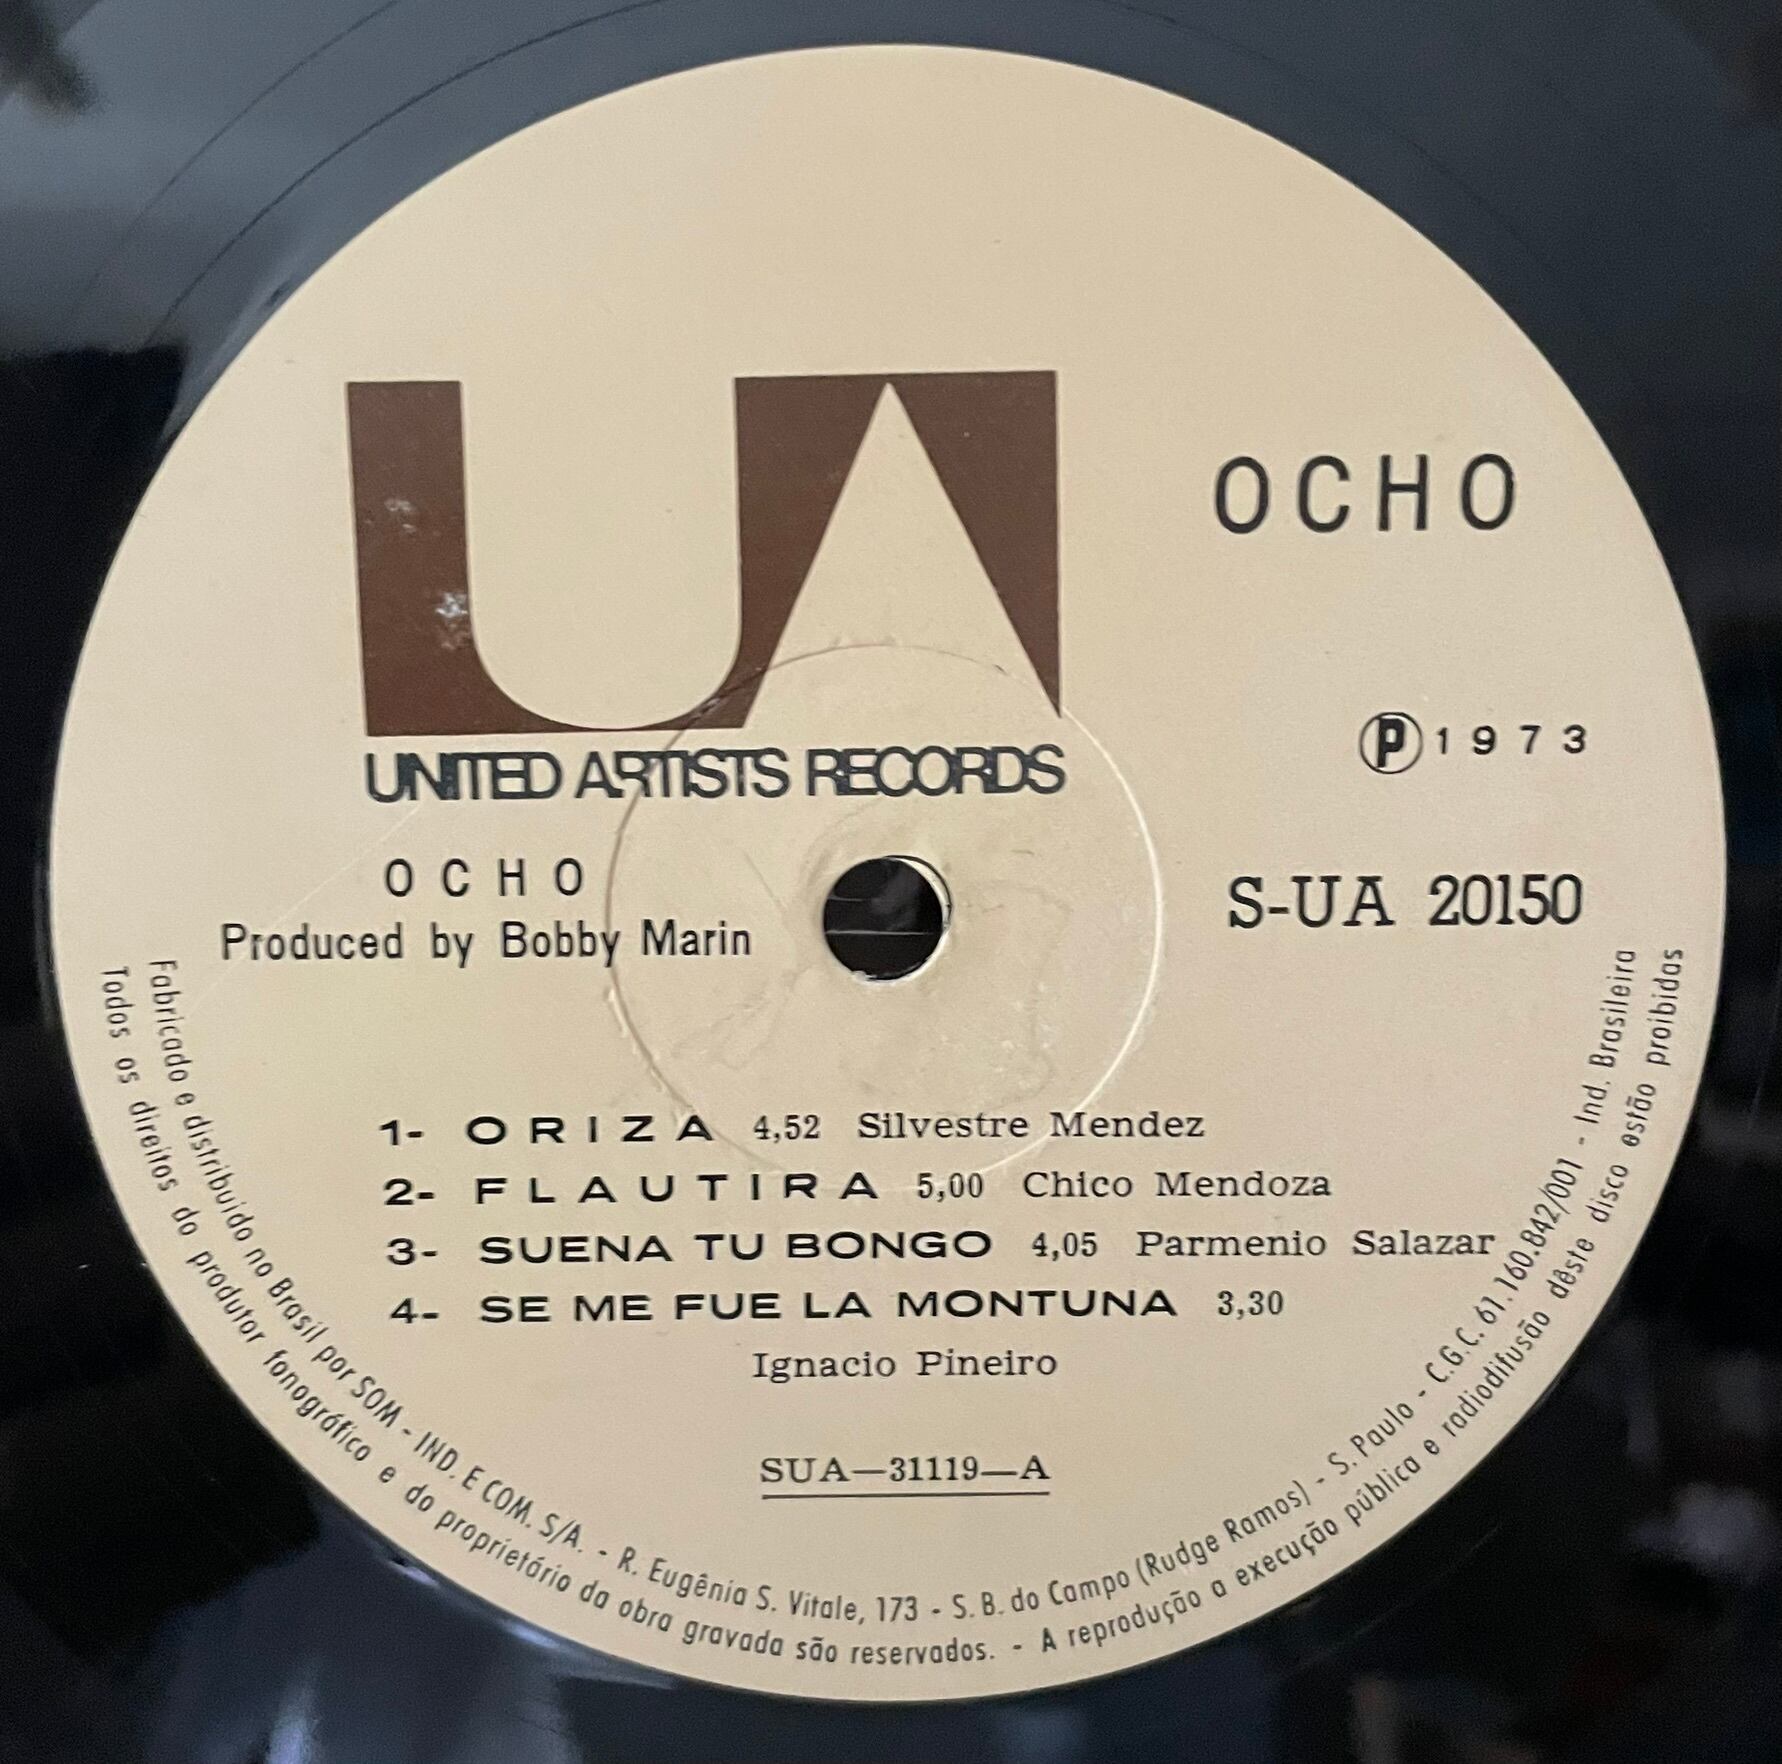 UA
UNITED ARTISTS RECORDS
OCHO
Ⓟ1973
S-UA 20150
OCHO
Produced by Bobby Marin
1- ORIZA 4,52 Silvestre Mendez
2- FLAUTIRA 5,00 Chico Mendoza
3- SUENA TU BONGO 4,05 Parmenio Salazar
4- SE ME FUE LA MONTUNA 3,30
Ignacio Pineiro
SUA—31119—A
Fabricado e distribuido no Brasil por SOM - IND. E COM. S/A. - R. Eugênia S. Vitale, 173 - S. B. do Campo (Rudge Ramos) - S. Paulo - C.G.C. 61.160.842/001 - Ind. Brasileira
Todos os direitos do produtor fonográfico e do proprietário da obra gravada são reservados. - A reprodução a execução pública e radiodifusão dêste disco estão proibidas